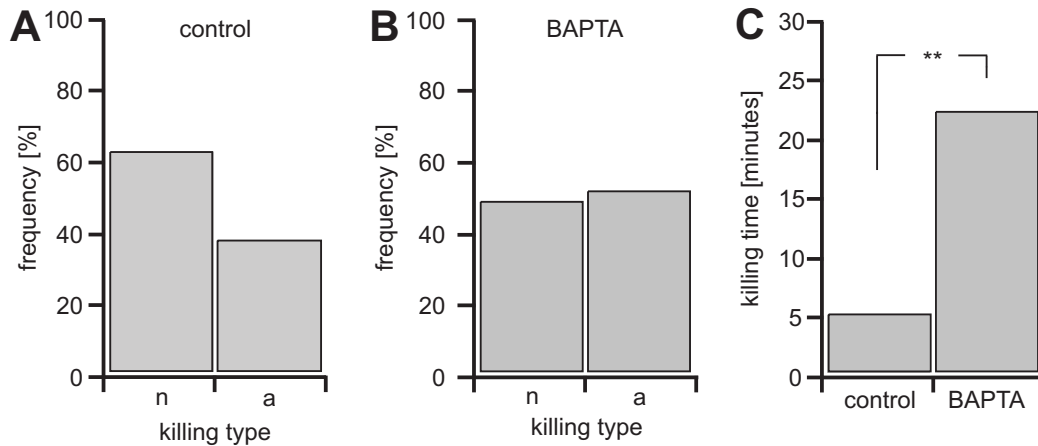 A
control
100
80
60
40
20
0
frequency [%]
n a
killing type
B
BAPTA
100
80
60
40
20
0
frequency [%]
n a
killing type
C
30
25
20
15
10
5
0
killing time [minutes]
**
control BAPTA